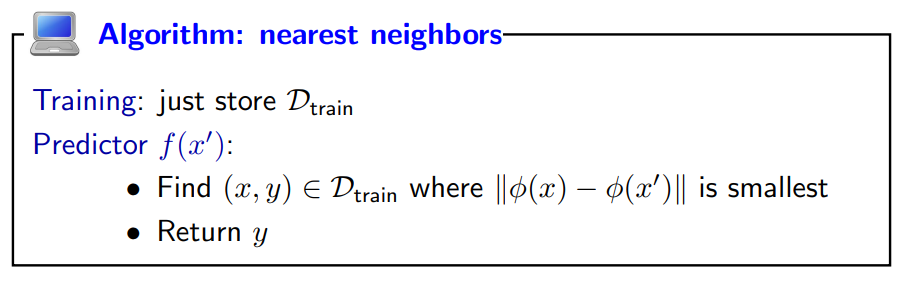 Algorithm: nearest neighbors
Training: just store 𝒟train
Predictor f(x′):
• Find (x, y) ∈ 𝒟train where ‖ϕ(x) − ϕ(x′)‖ is smallest
• Return y